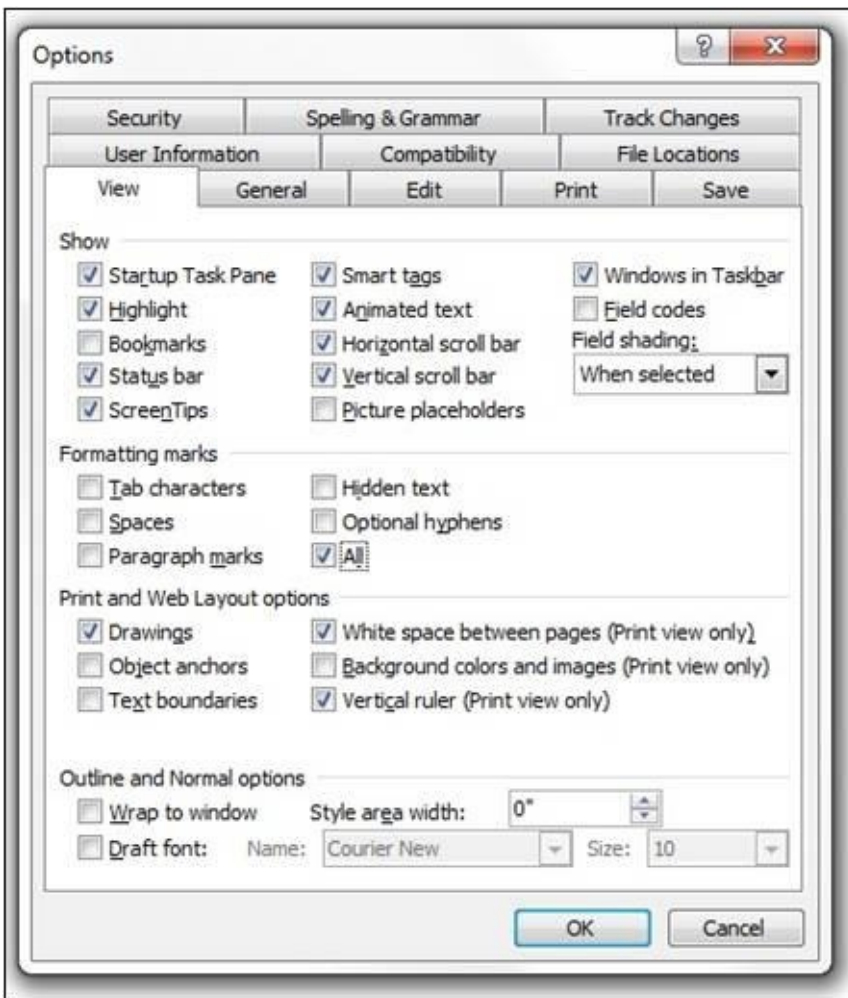 Options
Security Spelling & Grammar Track Changes
User Information Compatibility File Locations
View General Edit Print Save
Show
Startup Task Pane Smart tags Windows in Taskbar
Highlight Animated text Field codes
Bookmarks Horizontal scroll bar Field shading:
Status bar Vertical scroll bar When selected
ScreenTips Picture placeholders
Formatting marks
Tab characters Hidden text
Spaces Optional hyphens
Paragraph marks All
Print and Web Layout options
Drawings White space between pages (Print view only)
Object anchors Background colors and images (Print view only)
Text boundaries Vertical ruler (Print view only)
Outline and Normal options
Wrap to window Style area width: 0"
Draft font: Name: Courier New Size: 10
OK Cancel